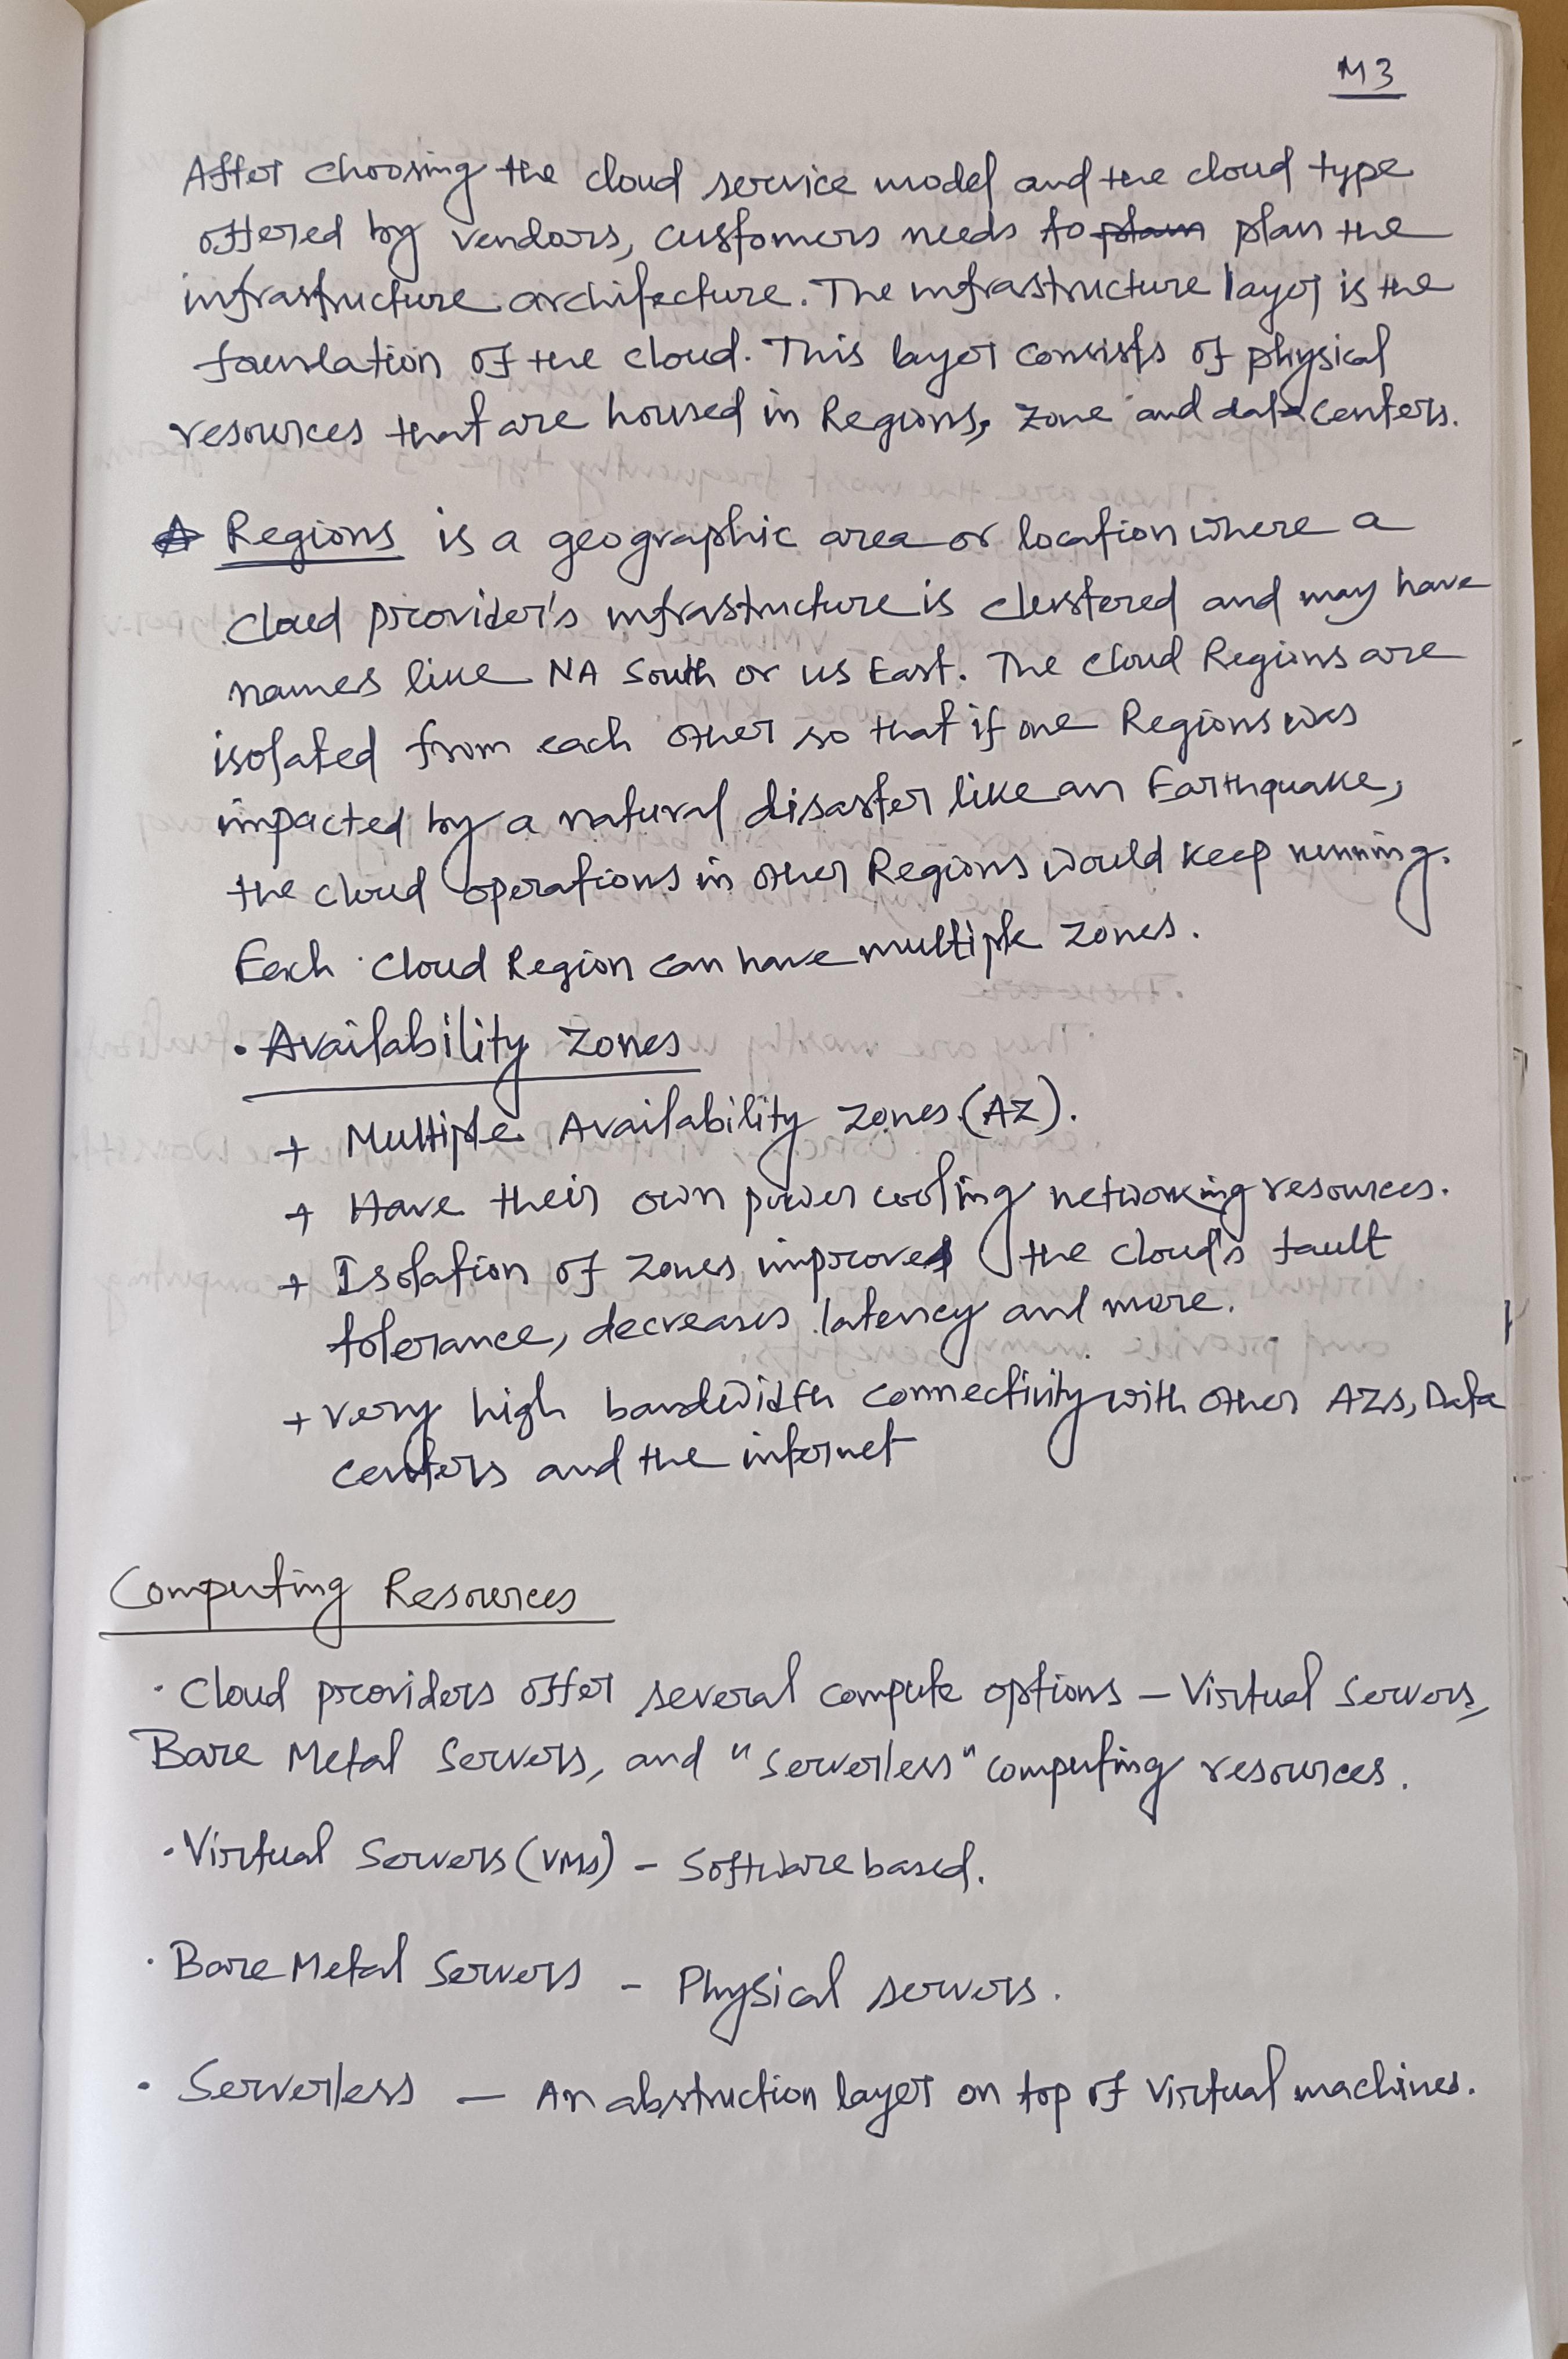 M3
After choosing the cloud service model and the cloud type
offered by vendors, customers needs to plan the
infrastructure architecture. The infrastructure layer is the
foundation of the cloud. This layer consists of physical
resources that are housed in Regions, zone and data centers.
Regions is a geographic area or location where a
cloud provider's infrastructure is clustered and may have
names like NA South or US East. The cloud Regions are
isolated from each other so that if one Regions was
impacted by a natural disaster like an Earthquake,
the cloud operations in other Regions would keep running.
Each cloud Region can have multiple zones.
• Availability Zones
+ Multiple Availability Zones (AZ).
+ Have their own power cooling networking resources.
+ Isolation of zones improves the cloud's fault
tolerance, decreases latency and more.
+ very high bandwidth connectivity with other AZs, Data
centers and the internet
Computing Resources
• Cloud providers offer several compute options – Virtual Servers,
Bare Metal Servers, and "Serverless" computing resources.
• Virtual Servers (VMs) – Software based.
• Bare Metal Servers – Physical servers.
• Serverless – An abstruction layer on top of virtual machines.